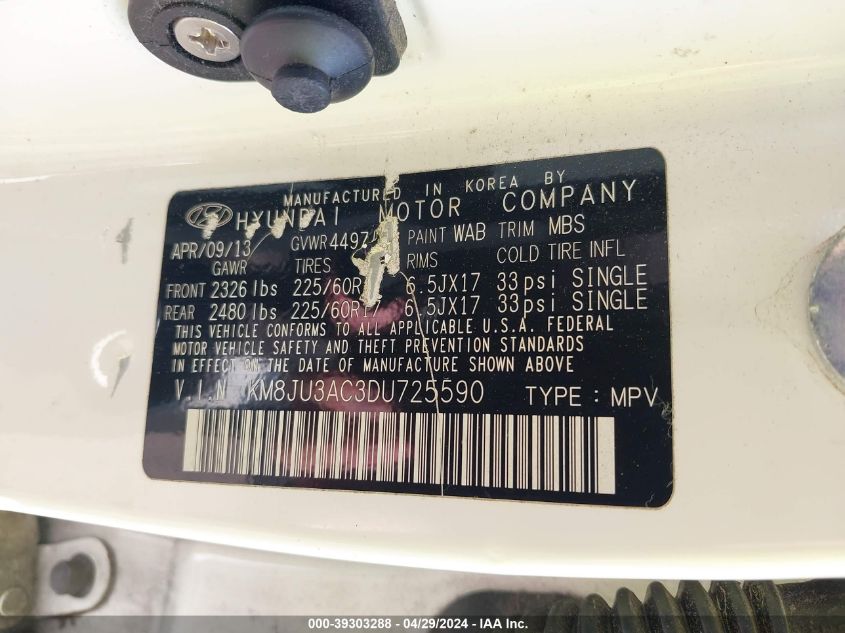 MANUFACTURED IN KOREA BY
HYUNDAI MOTOR COMPANY
APR/09/13 GVWR 4497 PAINT WAB TRIM MBS
GAWR TIRES RIMS COLD TIRE INFL
FRONT 2326 lbs 225/60R 6.5JX17 33psi SINGLE
REAR 2480 lbs 225/60R17 6.5JX17 33psi SINGLE
THIS VEHICLE CONFORMS TO ALL APPLICABLE U.S.A. FEDERAL
MOTOR VEHICLE SAFETY AND THEFT PREVENTION STANDARDS
IN EFFECT ON THE DATE OF MANUFACTURE SHOWN ABOVE
V.I.N KM8JU3AC3DU725590 TYPE : MPV
000-39303288 - 04/29/2024 - IAA Inc.